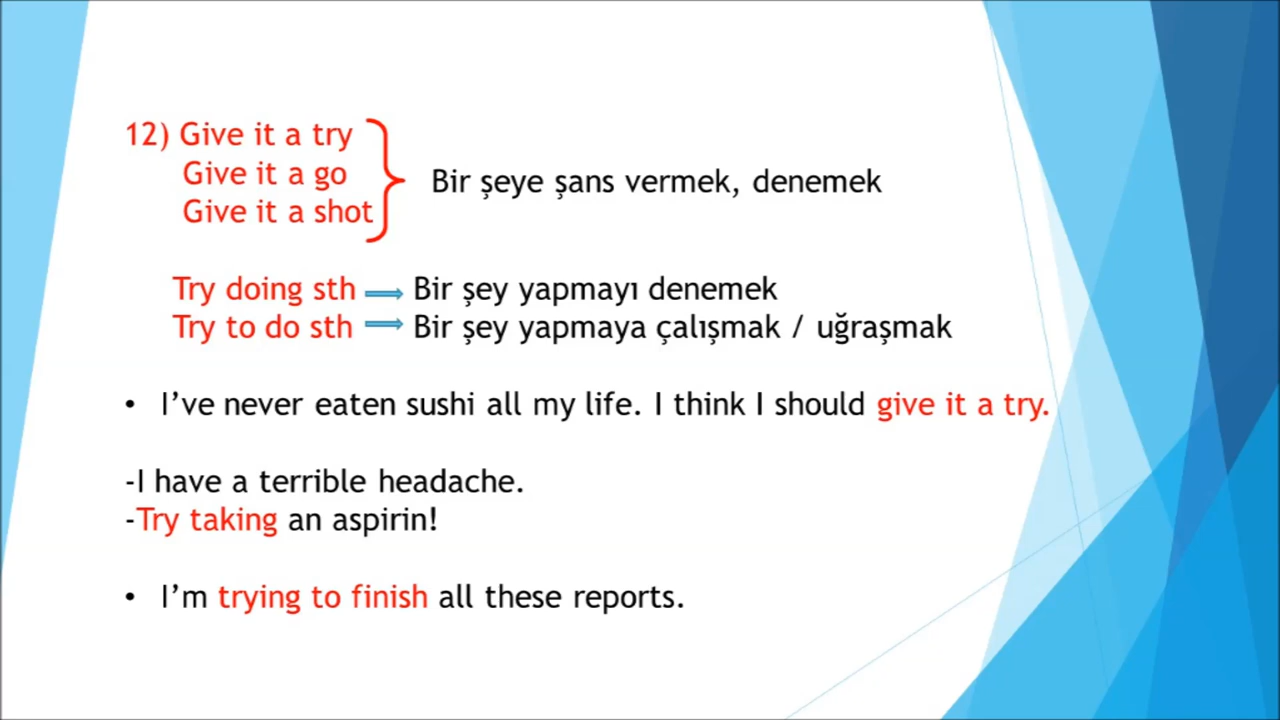 12) Give it a try
Give it a go
Give it a shot
Bir şeye şans vermek, denemek
Try doing sth Bir şey yapmayı denemek
Try to do sth Bir şey yapmaya çalışmak / uğraşmak
• I’ve never eaten sushi all my life. I think I should give it a try.
-I have a terrible headache.
-Try taking an aspirin!
• I’m trying to finish all these reports.